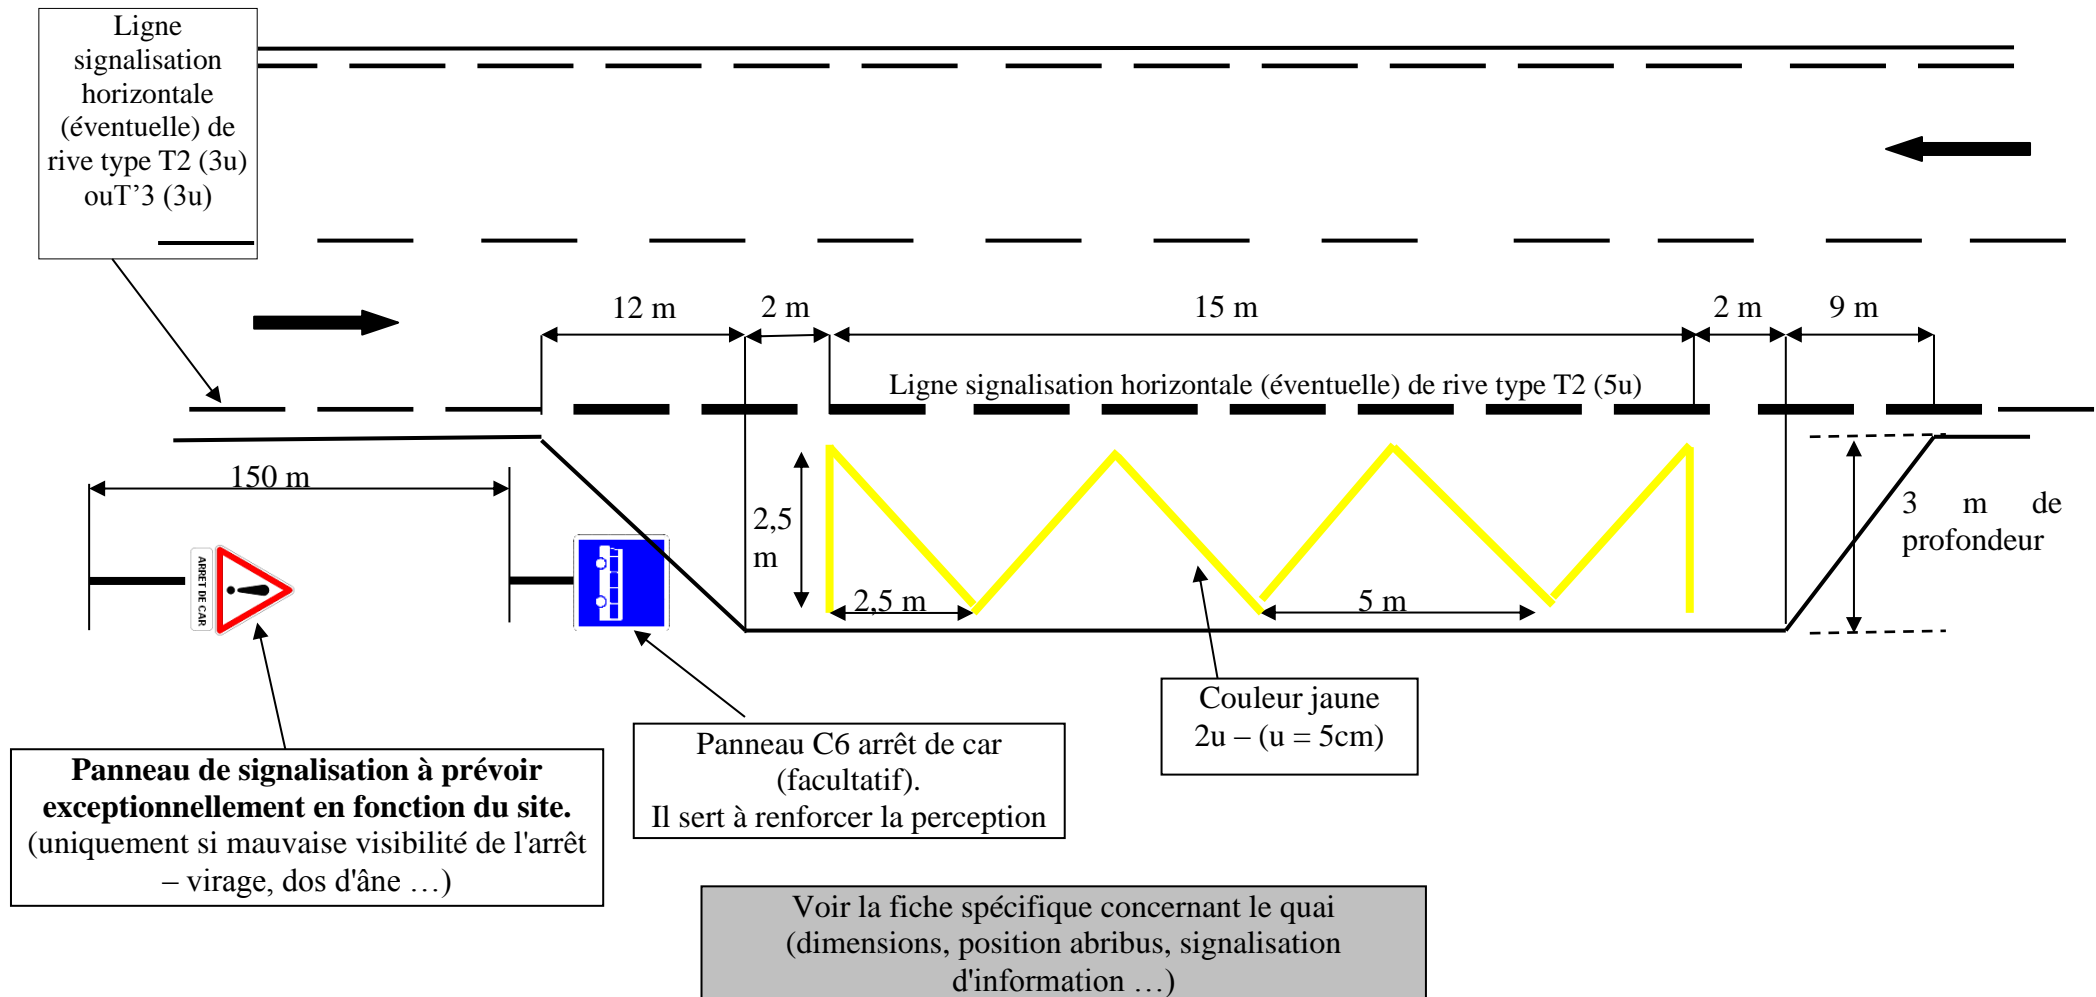 Ligne
signalisation
horizontale
(éventuelle) de
rive type T2 (3u)
ouT’3 (3u)
12 m
2 m
15 m
2 m
9 m
Ligne signalisation horizontale (éventuelle) de rive type T2 (5u)
150 m
2,5
m
2,5 m
5 m
3 m de
profondeur
ARRET DE CAR
Couleur jaune
2u – (u = 5cm)
Panneau C6 arrêt de car
(facultatif).
Il sert à renforcer la perception
Panneau de signalisation à prévoir
exceptionnellement en fonction du site.
(uniquement si mauvaise visibilité de l'arrêt
– virage, dos d'âne …)
Voir la fiche spécifique concernant le quai
(dimensions, position abribus, signalisation
d'information …)